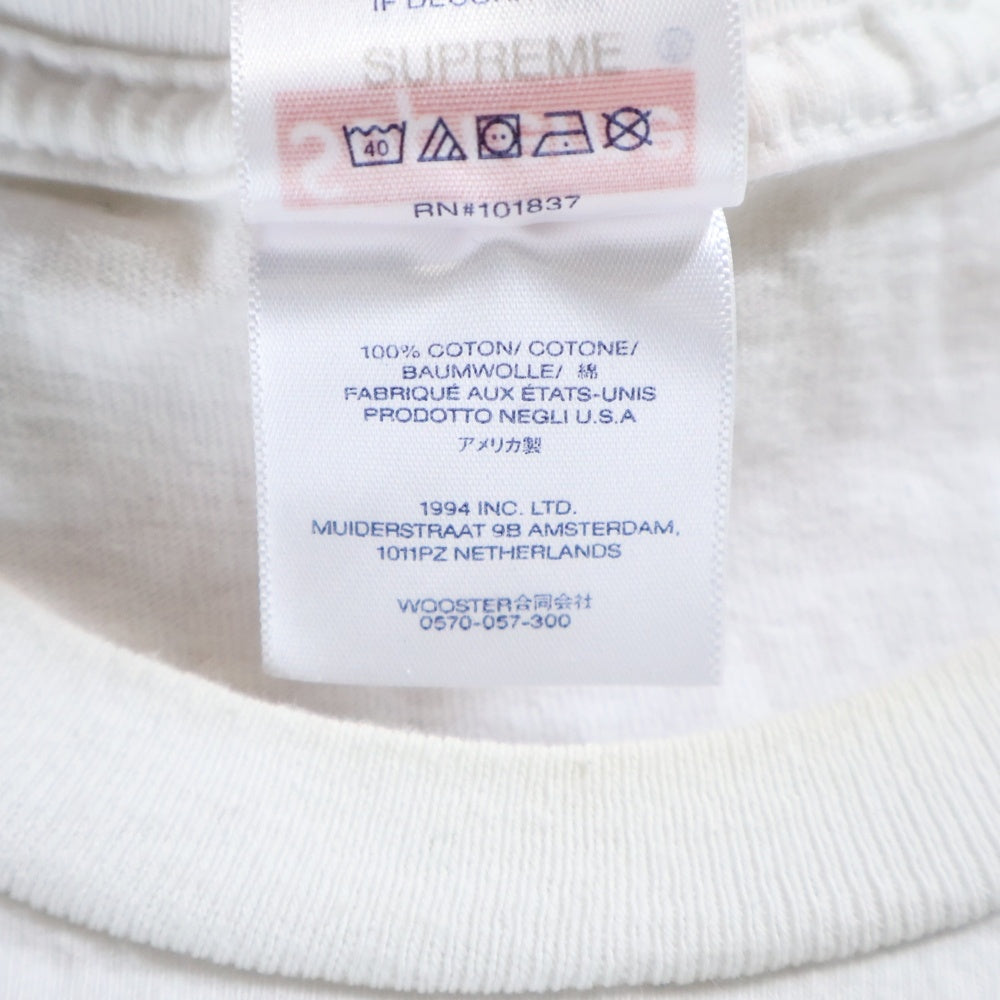 SUPREME ®
40
RN#101837
100% COTON/ COTONE/
BAUMWOLLE/ 綿
FABRIQUÉ AUX ÉTATS-UNIS
PRODOTTO NEGLI U.S.A
アメリカ製
1994 INC. LTD.
MUIDERSTRAAT 9B AMSTERDAM,
1011PZ NETHERLANDS
WOOSTER合同会社
0570-057-300